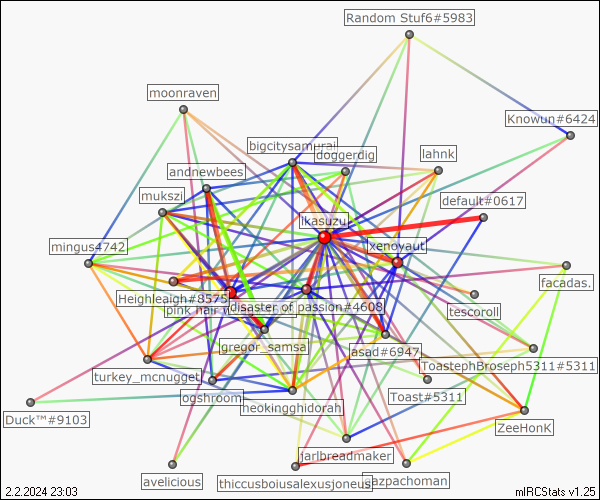 Random Stuf6#5983
moonraven
Knowun#6424
bigcitysamurai
doggerdig
lahnk
andnewbees
mukszi
default#0617
ikasuzu
mingus4742
xenoyaut
facadas.
Heighleigh#8575
pink hair
disaster of passion#4608
tescoroll
gregor_samsa
asad#6947
ToastephBroseph5311#5311
turkey_mcnugget
ogshroom
neokingghidorah
Toast#5311
Duck™#9103
ZeeHonK
jarlbreadmaker
avelicious
thiccusboiusalexusjoneus
gazpachoman
2.2.2024 23:03
mIRCStats v1.25